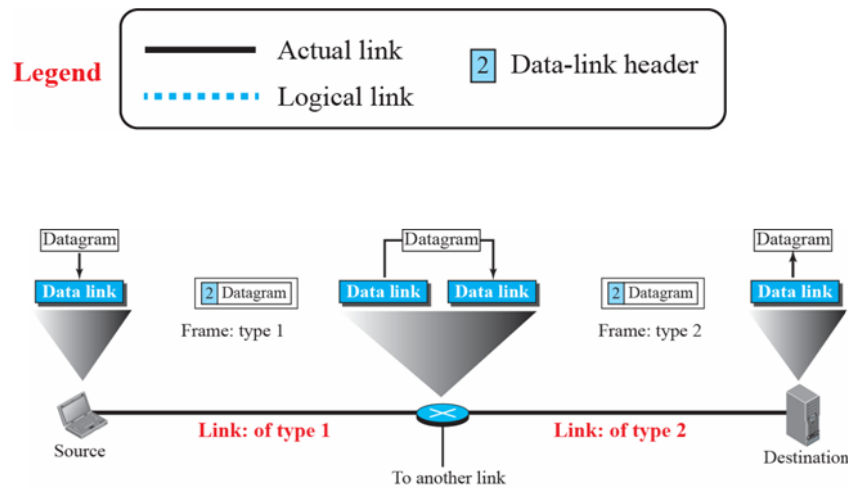 Legend
Actual link
2 Data-link header
Logical link
Datagram
Datagram
Datagram
Data link
2 Datagram
Data link
Data link
2 Datagram
Data link
Frame: type 1
Frame: type 2
Link: of type 1
Link: of type 2
Source
Destination
To another link